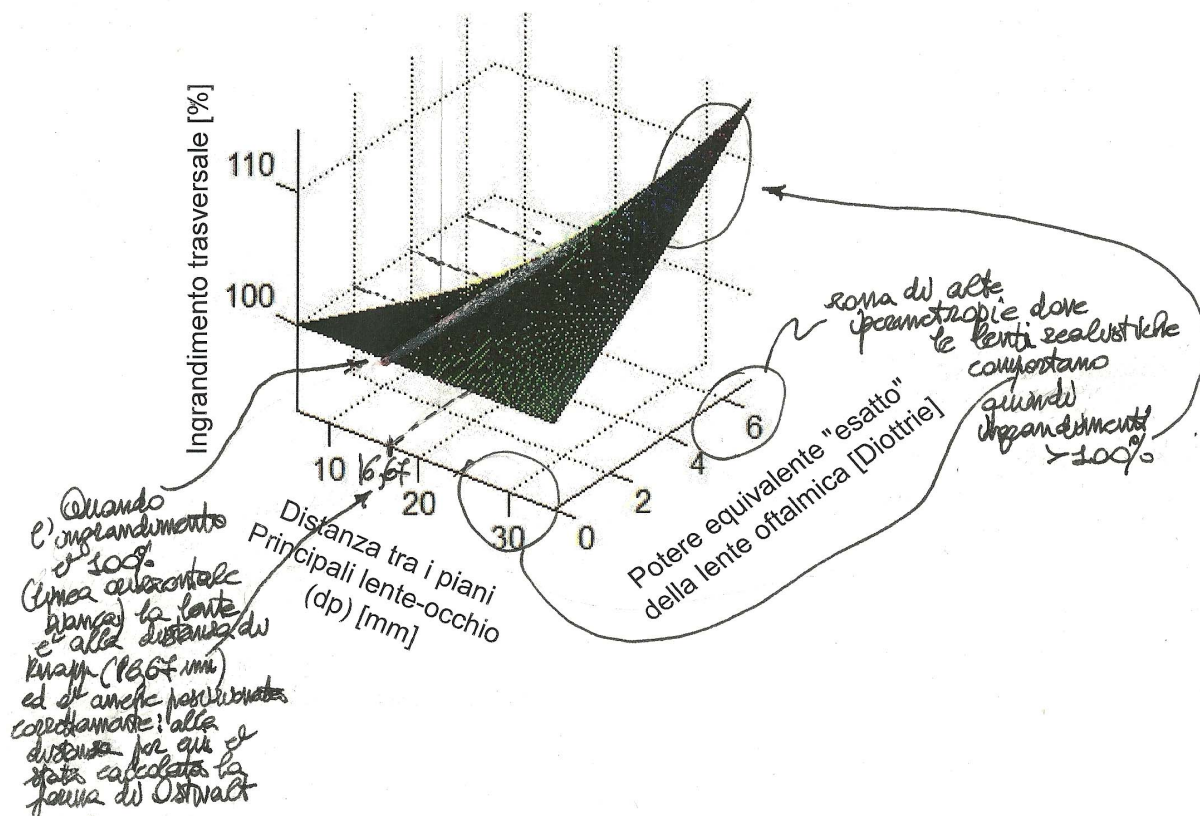 Ingrandimento trasversale [%]
110
100
10
16,67
20
30
0
2
4
6
Distanza tra i piani
Principali lente-occhio
(dp) [mm]
Potere equivalente "esatto"
della lente oftalmica [Diottrie]
zona di alte
ipermetropie dove
le lenti realistiche
comportano
quindi
ingrandimenti
>100%
Quando
l'ingrandimento
è 100%
(linea orizzontale
bianca) la lente
è alla distanza di
Knapp (16,67 mm)
ed è anche posizionata
correttamente: alla
distanza per cui è
stata calcolata la
forma di Ostwalt